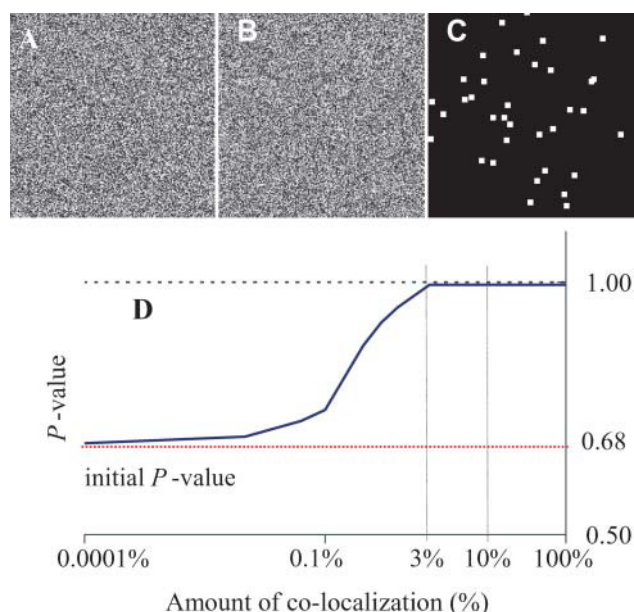 A B C
D
1.00
P-value
0.68
initial P -value
0.50
0.0001% 0.1% 3% 10% 100%
Amount of co-localization (%)